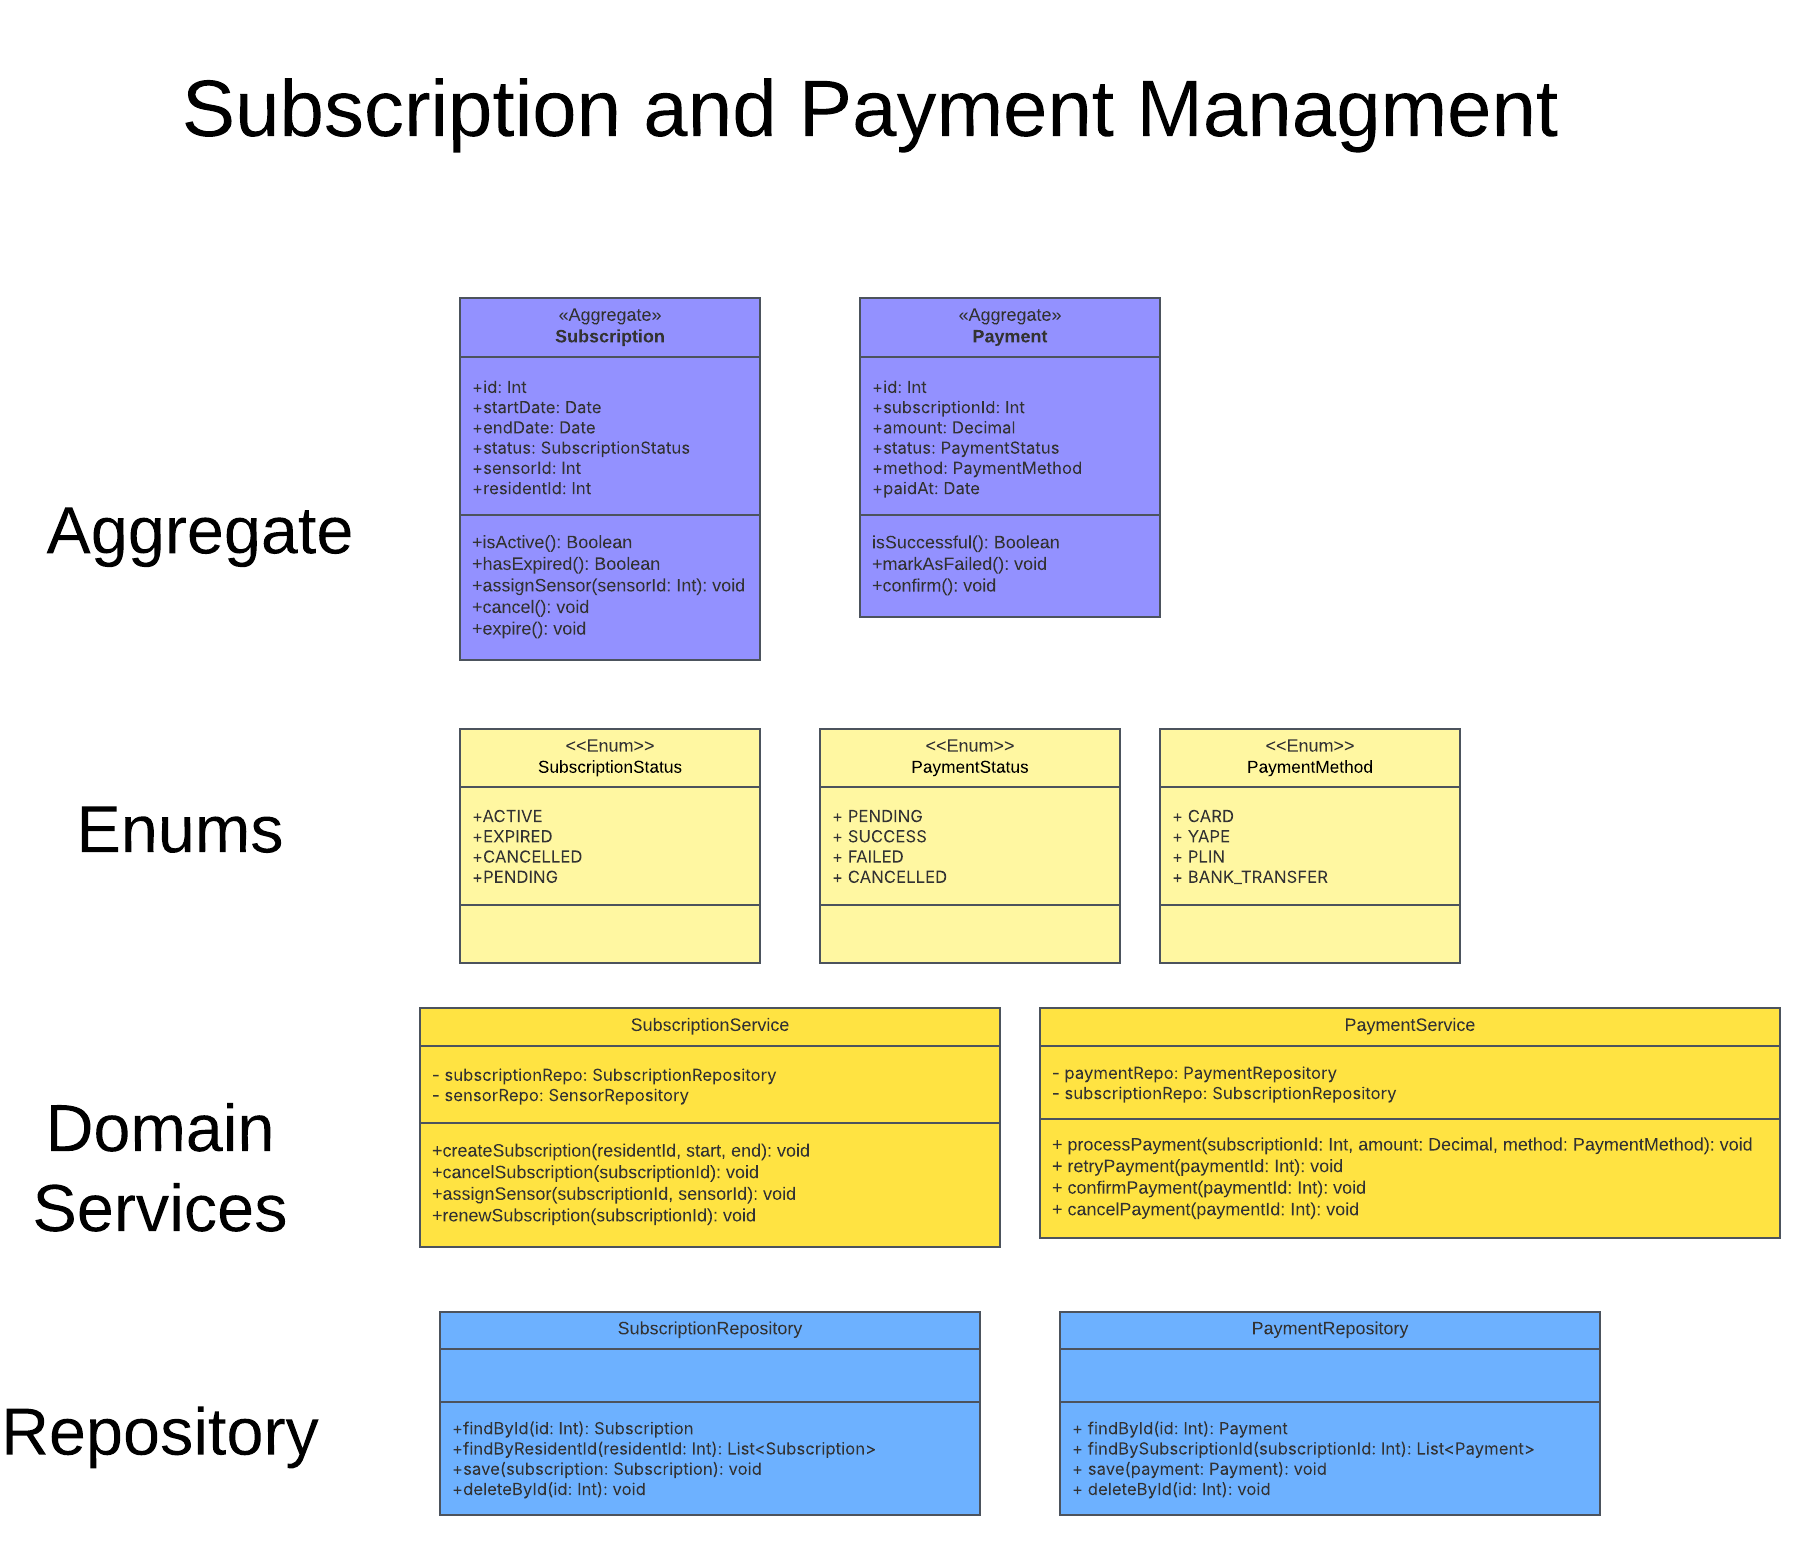 Subscription and Payment Managment
Aggregate
«Aggregate»
Subscription
+id: Int
+startDate: Date
+endDate: Date
+status: SubscriptionStatus
+sensorId: Int
+residentId: Int
+isActive(): Boolean
+hasExpired(): Boolean
+assignSensor(sensorId: Int): void
+cancel(): void
+expire(): void
«Aggregate»
Payment
+id: Int
+subscriptionId: Int
+amount: Decimal
+status: PaymentStatus
+method: PaymentMethod
+paidAt: Date
isSuccessful(): Boolean
+markAsFailed(): void
+confirm(): void
Enums
<<Enum>>
SubscriptionStatus
+ACTIVE
+EXPIRED
+CANCELLED
+PENDING
<<Enum>>
PaymentStatus
+ PENDING
+ SUCCESS
+ FAILED
+ CANCELLED
<<Enum>>
PaymentMethod
+ CARD
+ YAPE
+ PLIN
+ BANK_TRANSFER
Domain
Services
SubscriptionService
- subscriptionRepo: SubscriptionRepository
- sensorRepo: SensorRepository
+createSubscription(residentId, start, end): void
+cancelSubscription(subscriptionId): void
+assignSensor(subscriptionId, sensorId): void
+renewSubscription(subscriptionId): void
PaymentService
- paymentRepo: PaymentRepository
- subscriptionRepo: SubscriptionRepository
+ processPayment(subscriptionId: Int, amount: Decimal, method: PaymentMethod): void
+ retryPayment(paymentId: Int): void
+ confirmPayment(paymentId: Int): void
+ cancelPayment(paymentId: Int): void
Repository
SubscriptionRepository
+findById(id: Int): Subscription
+findByResidentId(residentId: Int): List<Subscription>
+save(subscription: Subscription): void
+deleteById(id: Int): void
PaymentRepository
+ findById(id: Int): Payment
+ findBySubscriptionId(subscriptionId: Int): List<Payment>
+ save(payment: Payment): void
+ deleteById(id: Int): void